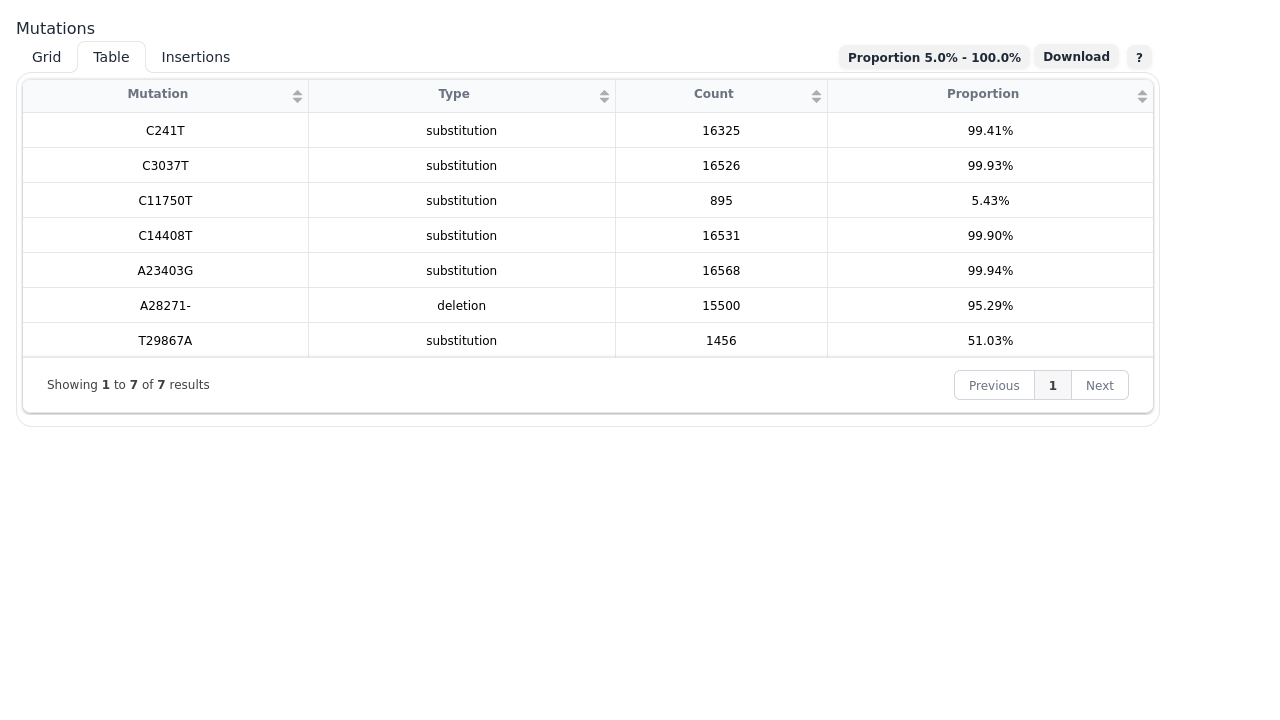 Mutations
Grid Table Insertions Proportion 5.0% - 100.0% Download ?
Mutation Type Count Proportion
C241T substitution 16325 99.41%
C3037T substitution 16526 99.93%
C11750T substitution 895 5.43%
C14408T substitution 16531 99.90%
A23403G substitution 16568 99.94%
A28271- deletion 15500 95.29%
T29867A substitution 1456 51.03%
Showing 1 to 7 of 7 results Previous 1 Next